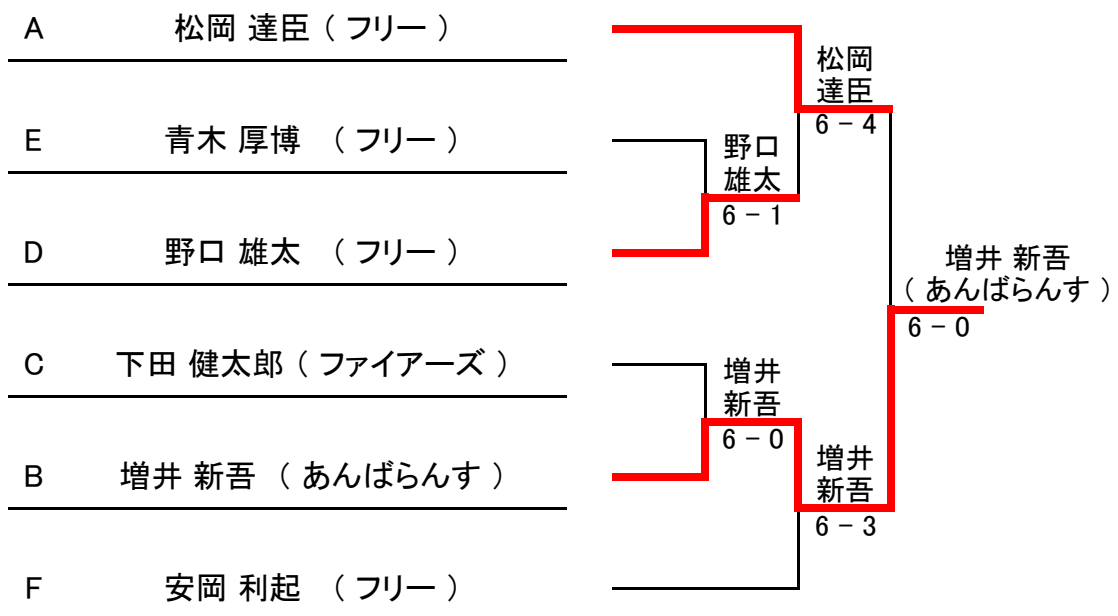 A 松岡 達臣 ( フリー )
E 青木 厚博 ( フリー )
D 野口 雄太 ( フリー )
C 下田 健太郎 ( ファイアーズ )
B 増井 新吾 ( あんばらんす )
F 安岡 利起 ( フリー )
野口
雄太
6 - 1
増井
新吾
6 - 0
松岡
達臣
6 - 4
増井
新吾
6 - 3
増井 新吾
( あんばらんす )
6 - 0